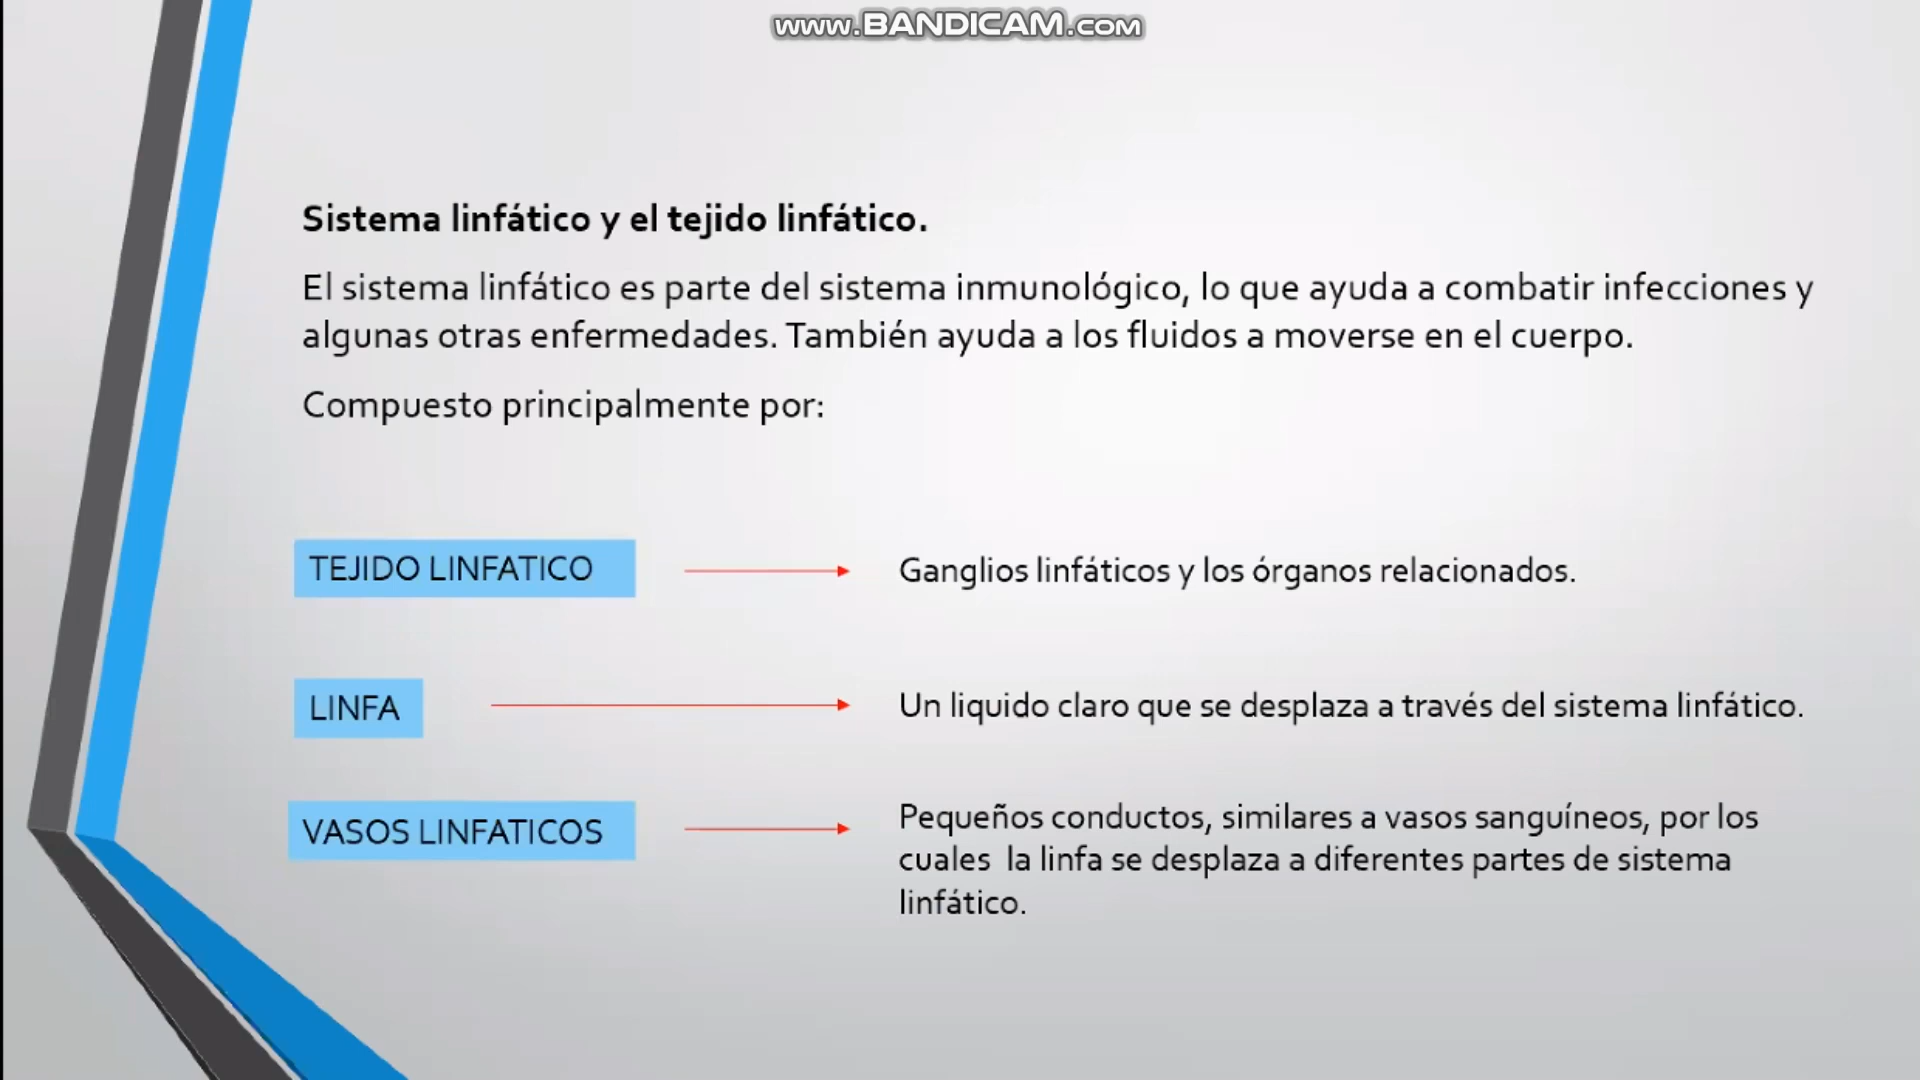 www.BANDICAM.com
Sistema linfático y el tejido linfático.
El sistema linfático es parte del sistema inmunológico, lo que ayuda a combatir infecciones y
algunas otras enfermedades. También ayuda a los fluidos a moverse en el cuerpo.
Compuesto principalmente por:
TEJIDO LINFATICO
Ganglios linfáticos y los órganos relacionados.
LINFA
Un liquido claro que se desplaza a través del sistema linfático.
VASOS LINFATICOS
Pequeños conductos, similares a vasos sanguíneos, por los
cuales  la linfa se desplaza a diferentes partes de sistema
linfático.